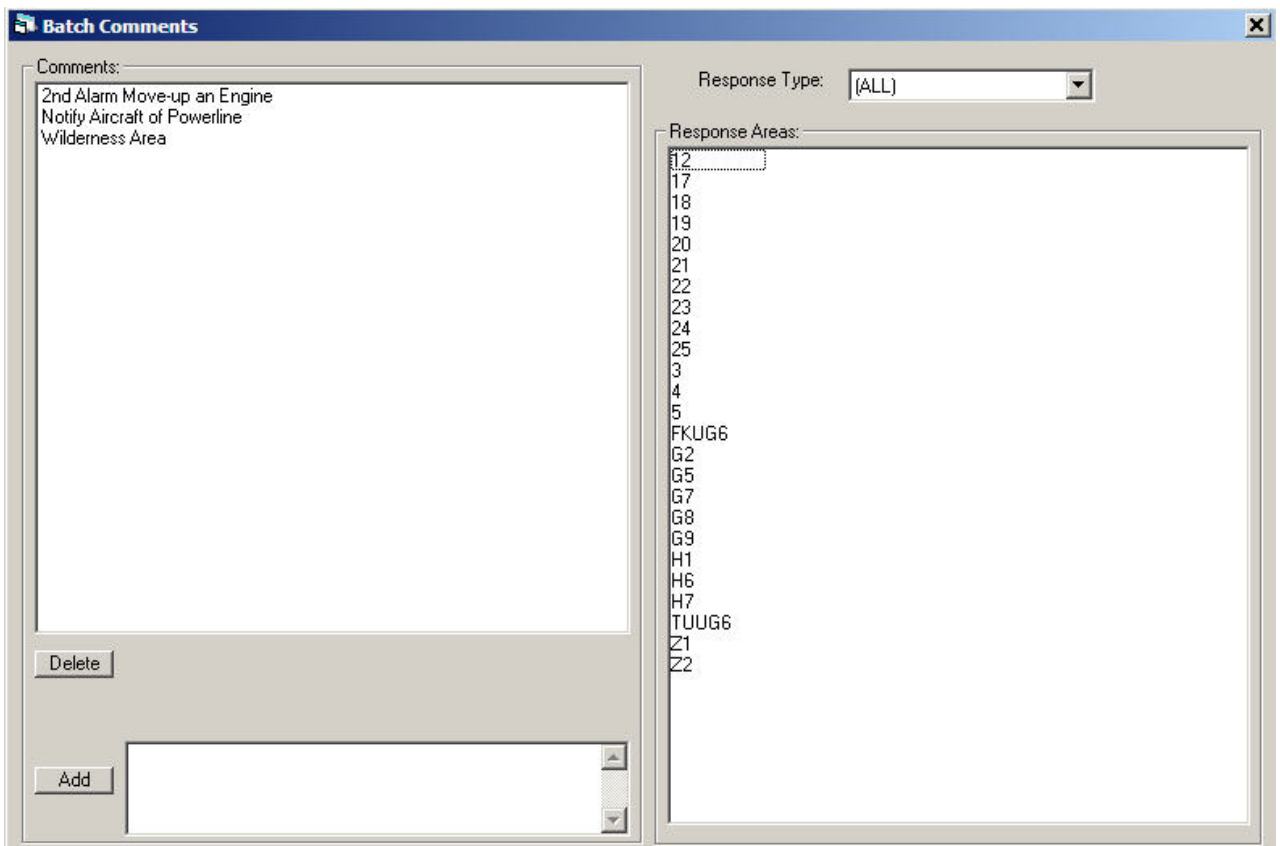 Batch Comments
Comments:
2nd Alarm Move-up an Engine
Notify Aircraft of Powerline
Wilderness Area
Delete
Add
Response Type: (ALL)
Response Areas:
12
17
18
19
20
21
22
23
24
25
3
4
5
FKUG6
G2
G5
G7
G8
G9
H1
H6
H7
TUUG6
Z1
Z2